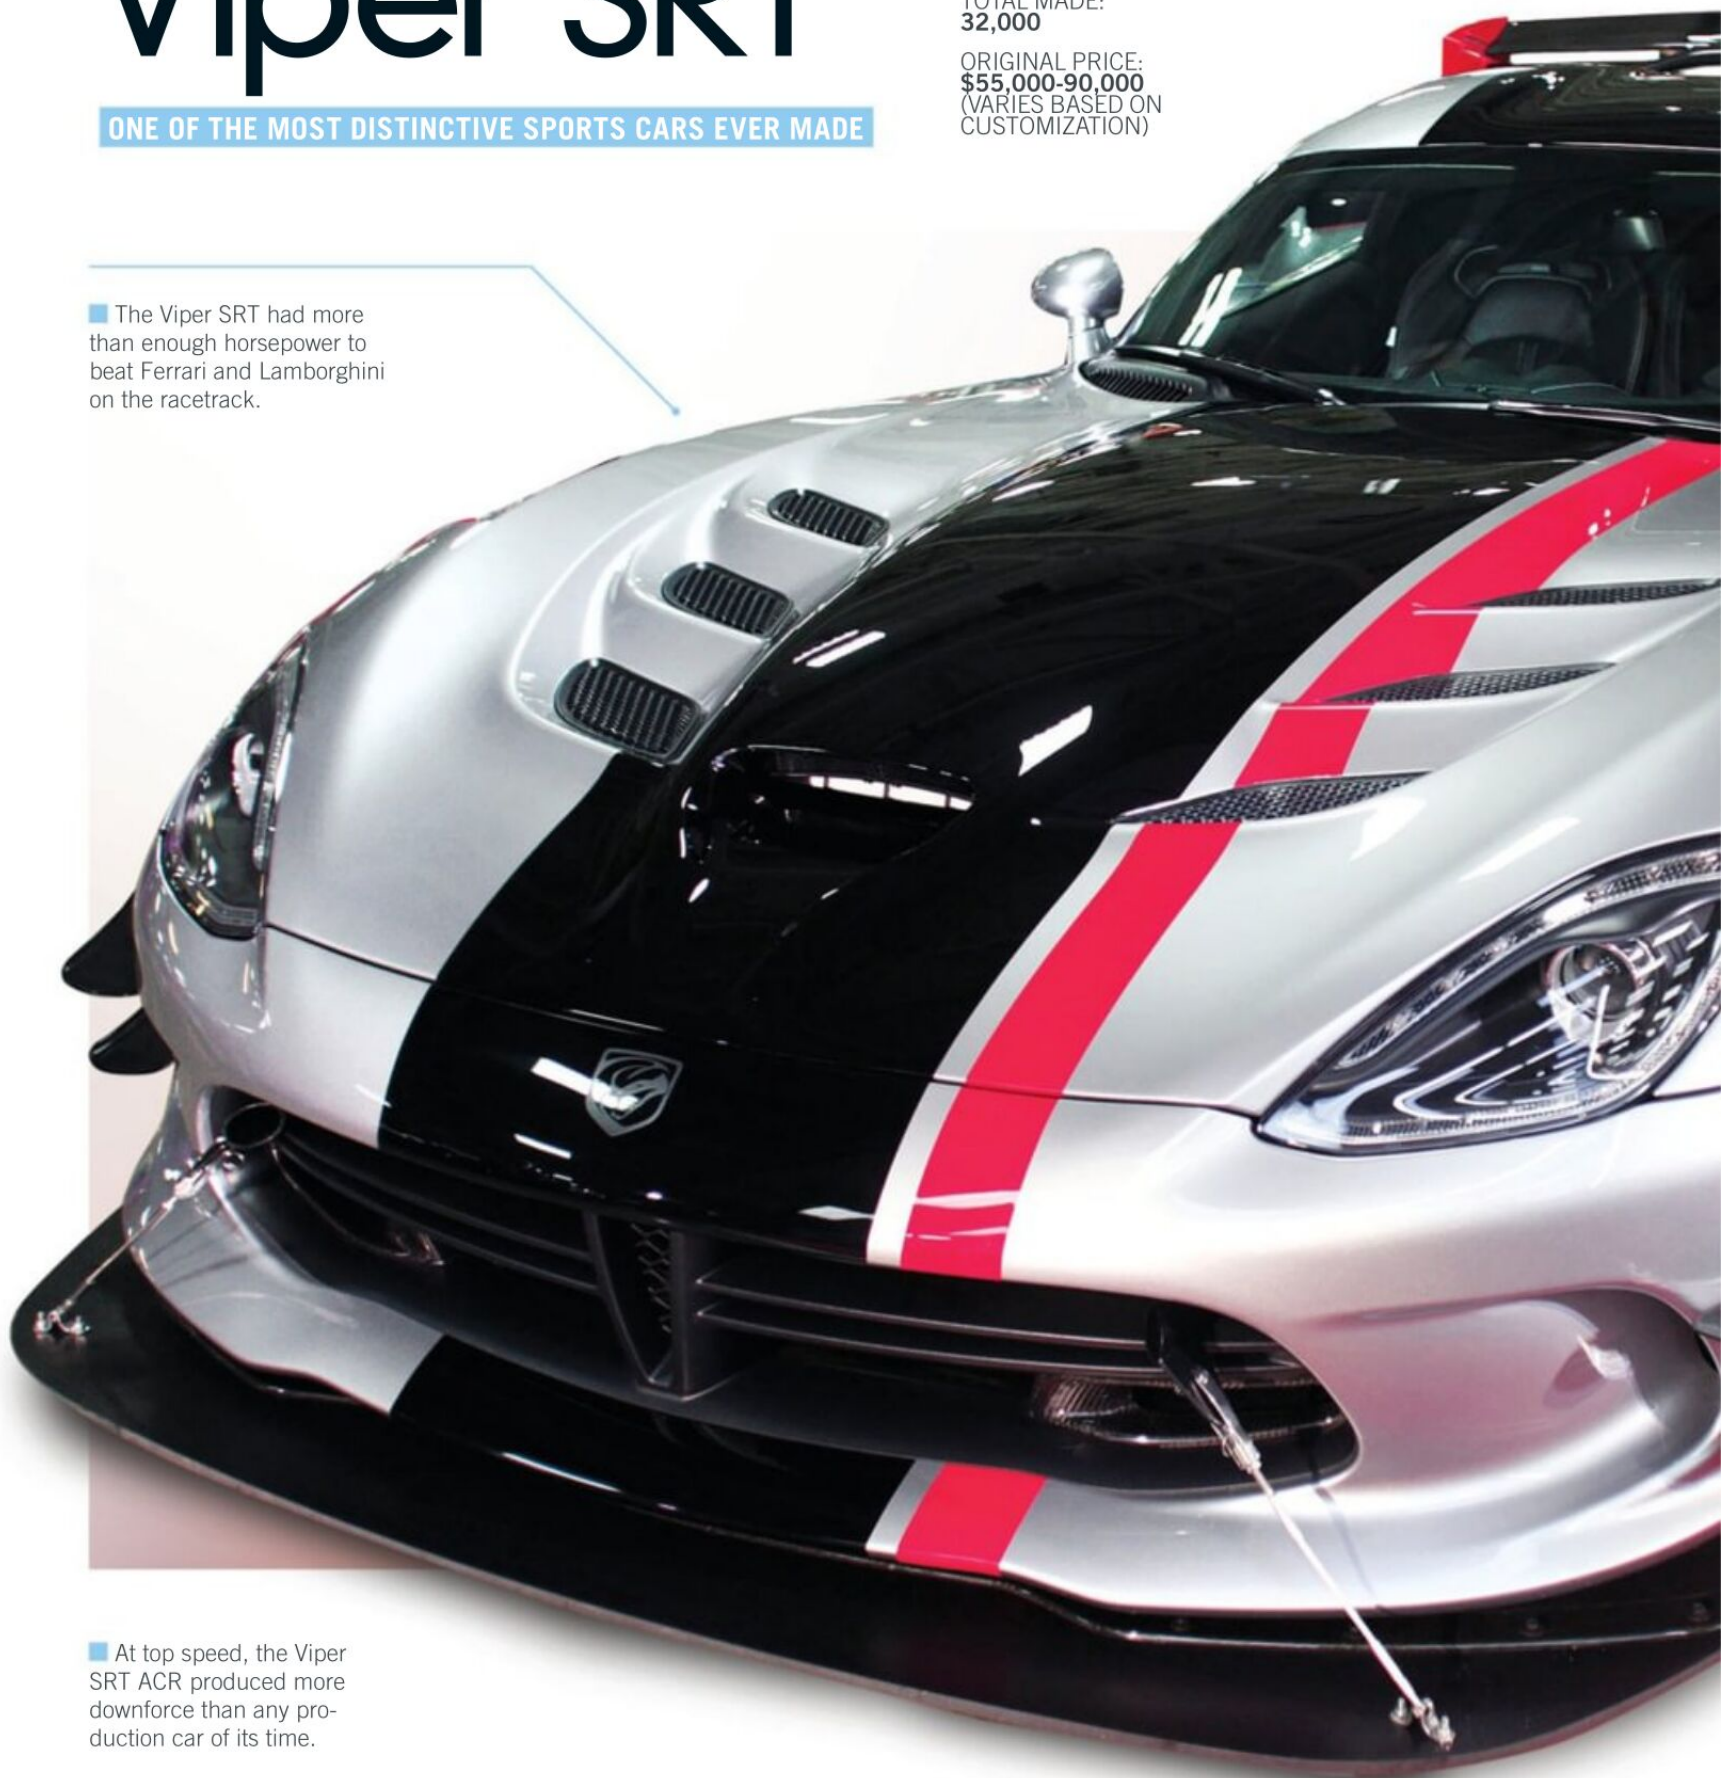 Viper SRT
ONE OF THE MOST DISTINCTIVE SPORTS CARS EVER MADE
TOTAL MADE:
32,000
ORIGINAL PRICE:
$55,000-90,000
(VARIES BASED ON
CUSTOMIZATION)
The Viper SRT had more
than enough horsepower to
beat Ferrari and Lamborghini
on the racetrack.
At top speed, the Viper
SRT ACR produced more
downforce than any pro-
duction car of its time.